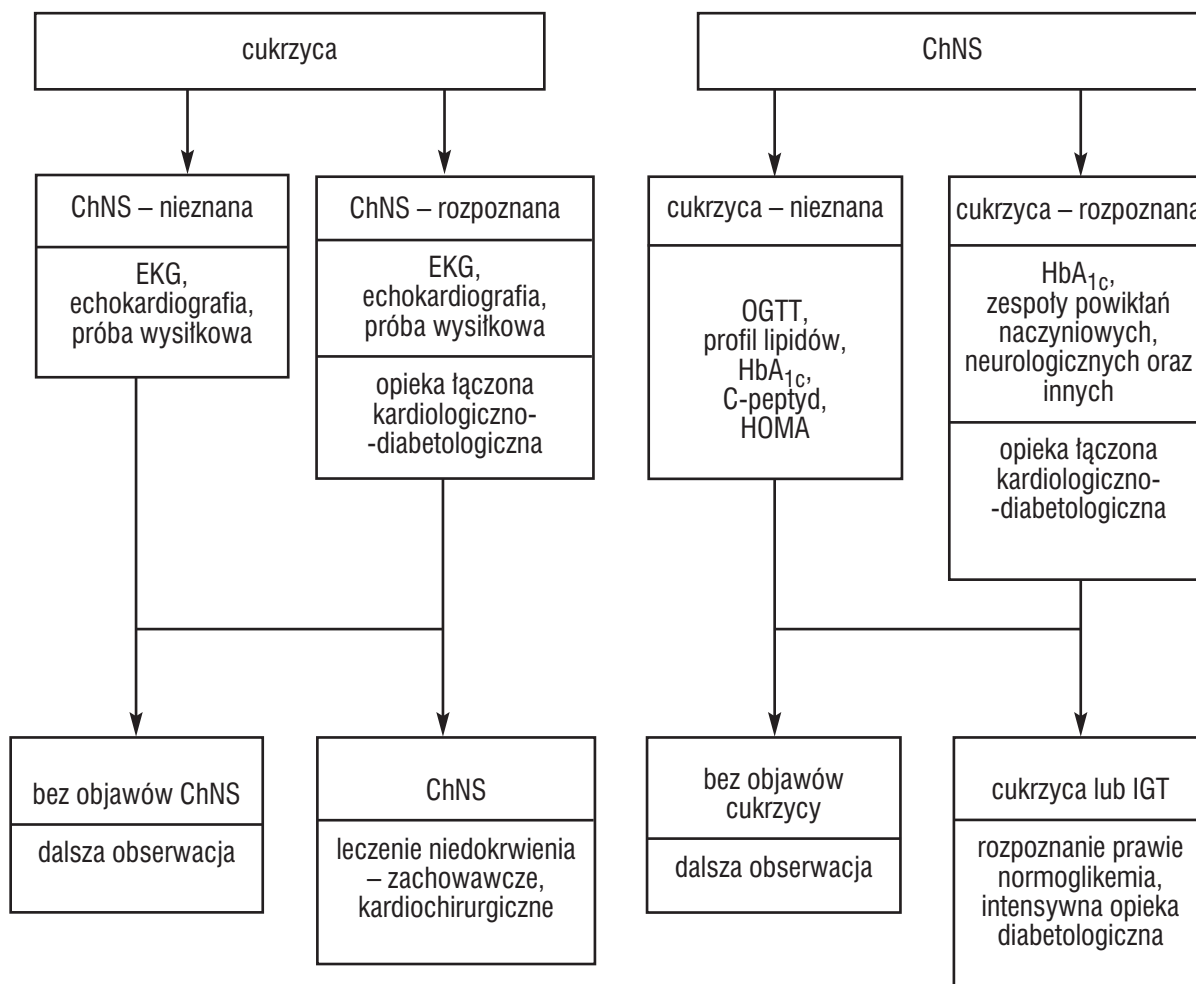 cukrzyca
ChNS
ChNS – nieznana
EKG,
echokardiografia,
próba wysiłkowa
ChNS – rozpoznana
EKG,
echokardiografia,
próba wysiłkowa
opieka łączona
kardiologiczno-
-diabetologiczna
cukrzyca – nieznana
OGTT,
profil lipidów,
HbA1c,
C-peptyd,
HOMA
cukrzyca – rozpoznana
HbA1c,
zespoły powikłań
naczyniowych,
neurologicznych oraz
innych
opieka łączona
kardiologiczno-
-diabetologiczna
bez objawów ChNS
dalsza obserwacja
ChNS
leczenie niedokrwienia
– zachowawcze,
kardiochirurgiczne
bez objawów
cukrzycy
dalsza obserwacja
cukrzyca lub IGT
rozpoznanie prawie
normoglikemia,
intensywna opieka
diabetologiczna